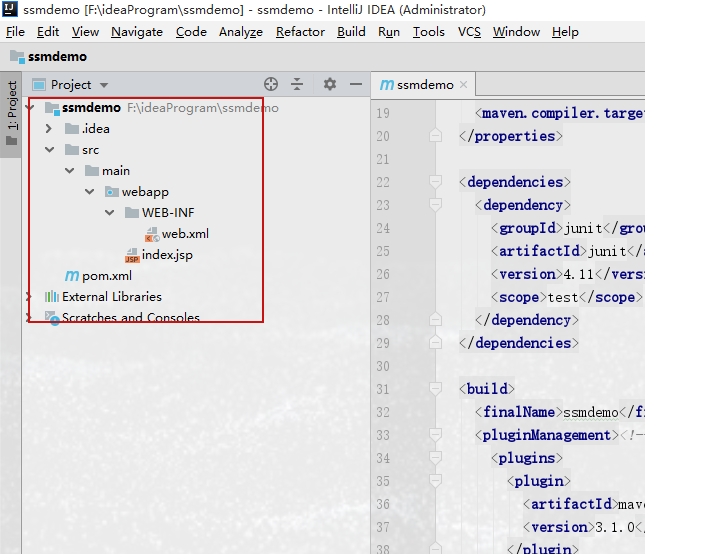 ssmdemo [F:\ideaProgram\ssmdemo] - ssmdemo - IntelliJ IDEA (Administrator)
File Edit View Navigate Code Analyze Refactor Build Run Tools VCS Window Help
ssmdemo
1: Project
Project
ssmdemo F:\ideaProgram\ssmdemo
.idea
src
main
webapp
WEB-INF
web.xml
index.jsp
pom.xml
External Libraries
Scratches and Consoles
ssmdemo
19 <maven.compiler.target
20 </properties>
21
22 <dependencies>
23 <dependency>
24 <groupId>junit</grou
25 <artifactId>junit</a
26 <version>4.11</vers
27 <scope>test</scope>
28 </dependency>
29 </dependencies>
30
31 <build>
32 <finalName>ssmdemo</fi
33 <pluginManagement><!--
34 <plugins>
35 <plugin>
36 <artifactId>mave
37 <version>3.1.0</
38 </plugin>